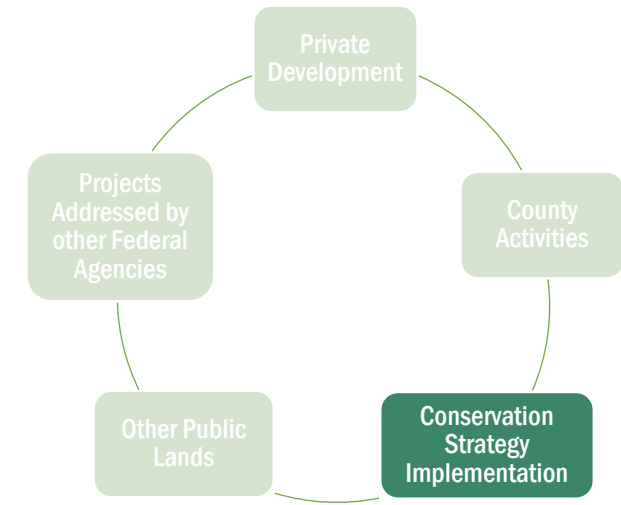 Private
Development
County
Activities
Conservation
Strategy
Implementation
Other Public
Lands
Projects
Addressed by
other Federal
Agencies